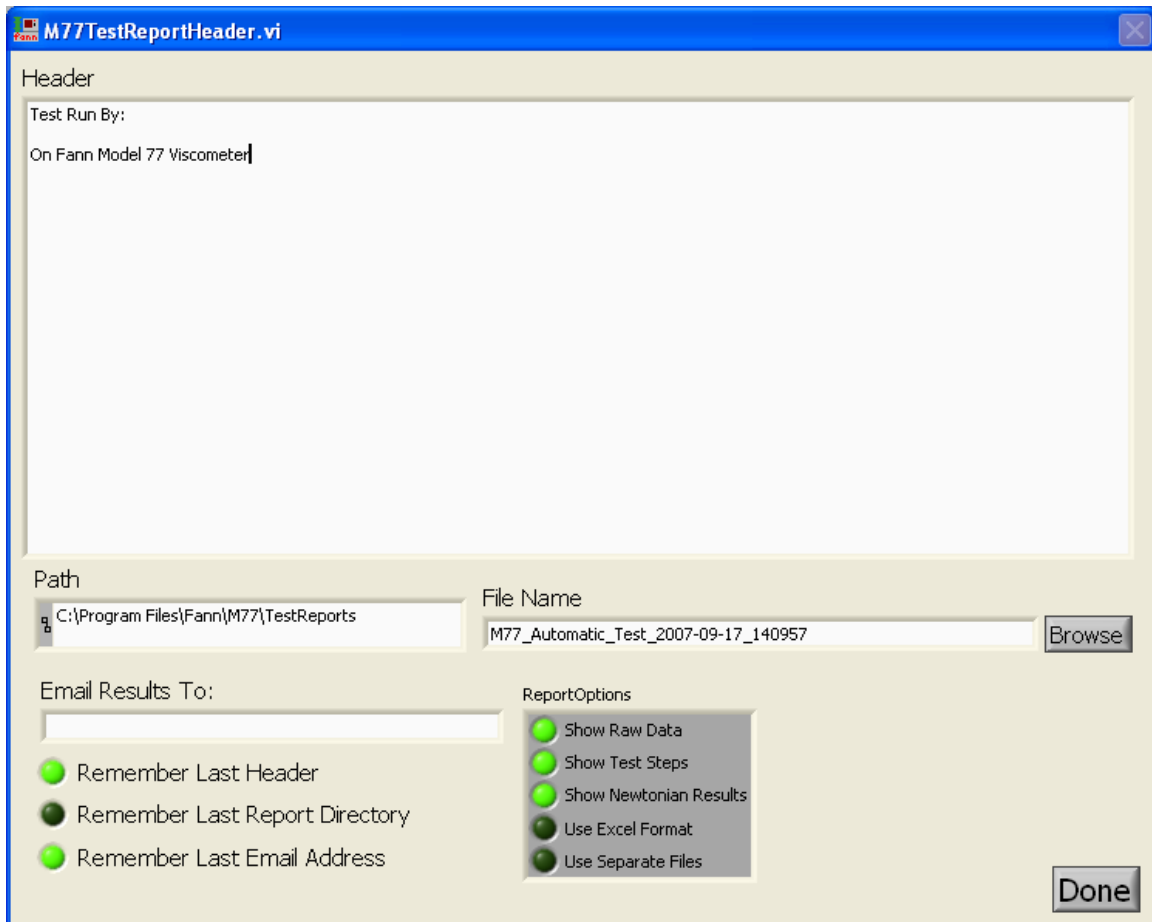 fann
M77TestReportHeader.vi
Header
Test Run By:
On Fann Model 77 Viscometer
Path
C:\Program Files\Fann\M77\TestReports
File Name
M77_Automatic_Test_2007-09-17_140957
Browse
Email Results To:
Remember Last Header
Remember Last Report Directory
Remember Last Email Address
ReportOptions
Show Raw Data
Show Test Steps
Show Newtonian Results
Use Excel Format
Use Separate Files
Done